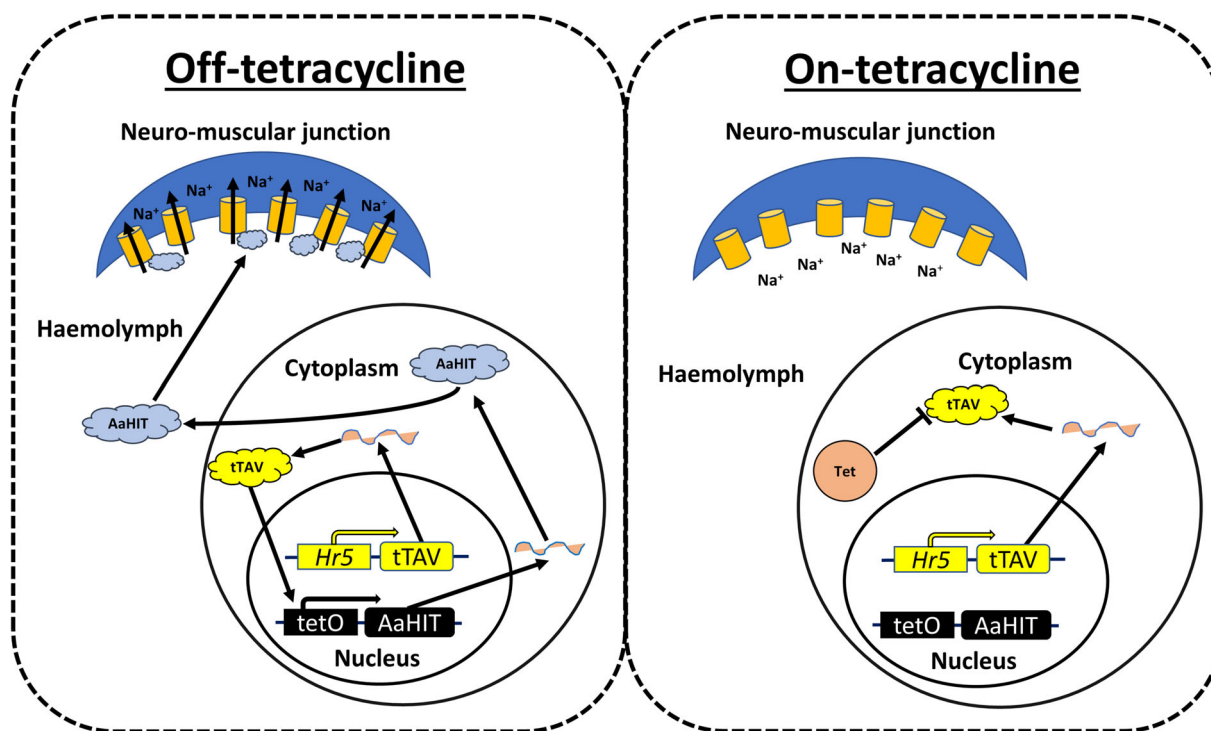 Off-tetracycline
Neuro-muscular junction
Na⁺ Na⁺ Na⁺ Na⁺ Na⁺ Na⁺
Haemolymph
Cytoplasm
AaHIT
AaHIT
tTAV
Hr5 tTAV
tetO AaHIT
Nucleus
On-tetracycline
Neuro-muscular junction
Na⁺ Na⁺ Na⁺ Na⁺ Na⁺
Haemolymph
Cytoplasm
tTAV
Tet
Hr5 tTAV
tetO AaHIT
Nucleus